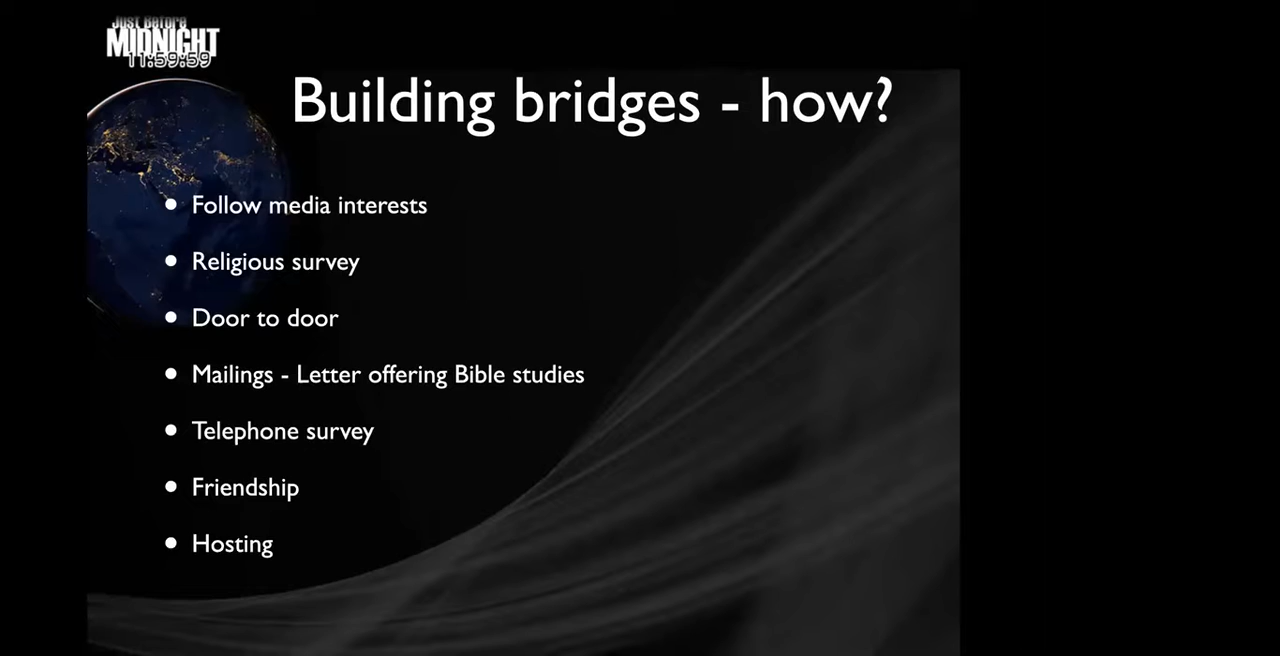 Just Before
MIDNIGHT
11:59:59
Building bridges - how?
• Follow media interests
• Religious survey
• Door to door
• Mailings - Letter offering Bible studies
• Telephone survey
• Friendship
• Hosting